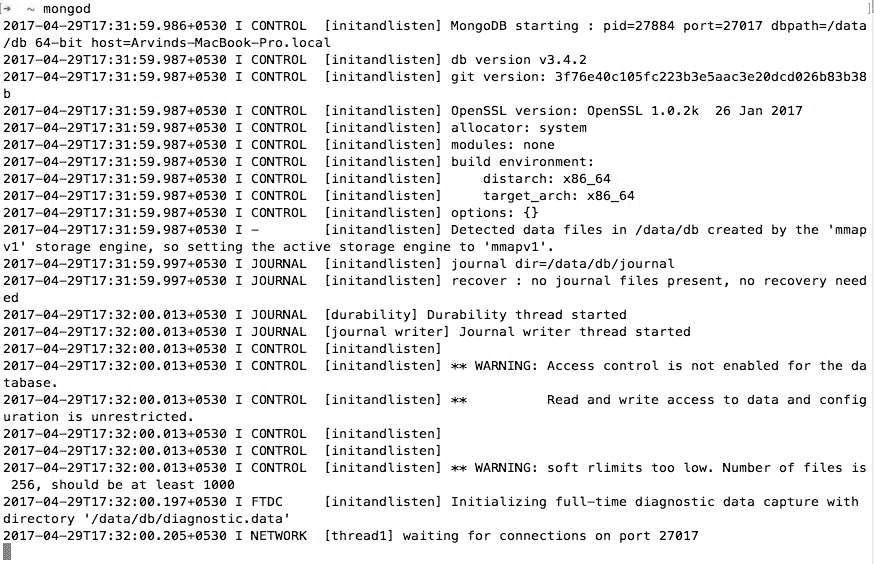 [➜  ~ mongod
2017-04-29T17:31:59.986+0530 I CONTROL  [initandlisten] MongoDB starting : pid=27884 port=27017 dbpath=/data
/db 64-bit host=Arvinds-MacBook-Pro.local
2017-04-29T17:31:59.987+0530 I CONTROL  [initandlisten] db version v3.4.2
2017-04-29T17:31:59.987+0530 I CONTROL  [initandlisten] git version: 3f76e40c105fc223b3e5aac3e20dcd026b83b38
b
2017-04-29T17:31:59.987+0530 I CONTROL  [initandlisten] OpenSSL version: OpenSSL 1.0.2k  26 Jan 2017
2017-04-29T17:31:59.987+0530 I CONTROL  [initandlisten] allocator: system
2017-04-29T17:31:59.987+0530 I CONTROL  [initandlisten] modules: none
2017-04-29T17:31:59.987+0530 I CONTROL  [initandlisten] build environment:
2017-04-29T17:31:59.987+0530 I CONTROL  [initandlisten]     distarch: x86_64
2017-04-29T17:31:59.987+0530 I CONTROL  [initandlisten]     target_arch: x86_64
2017-04-29T17:31:59.987+0530 I CONTROL  [initandlisten] options: {}
2017-04-29T17:31:59.987+0530 I -        [initandlisten] Detected data files in /data/db created by the 'mmap
v1' storage engine, so setting the active storage engine to 'mmapv1'.
2017-04-29T17:31:59.997+0530 I JOURNAL  [initandlisten] journal dir=/data/db/journal
2017-04-29T17:31:59.997+0530 I JOURNAL  [initandlisten] recover : no journal files present, no recovery need
ed
2017-04-29T17:32:00.013+0530 I JOURNAL  [durability] Durability thread started
2017-04-29T17:32:00.013+0530 I JOURNAL  [journal writer] Journal writer thread started
2017-04-29T17:32:00.013+0530 I CONTROL  [initandlisten]
2017-04-29T17:32:00.013+0530 I CONTROL  [initandlisten] ** WARNING: Access control is not enabled for the da
tabase.
2017-04-29T17:32:00.013+0530 I CONTROL  [initandlisten] **          Read and write access to data and config
uration is unrestricted.
2017-04-29T17:32:00.013+0530 I CONTROL  [initandlisten]
2017-04-29T17:32:00.013+0530 I CONTROL  [initandlisten]
2017-04-29T17:32:00.013+0530 I CONTROL  [initandlisten] ** WARNING: soft rlimits too low. Number of files is
 256, should be at least 1000
2017-04-29T17:32:00.197+0530 I FTDC     [initandlisten] Initializing full-time diagnostic data capture with
directory '/data/db/diagnostic.data'
2017-04-29T17:32:00.205+0530 I NETWORK  [thread1] waiting for connections on port 27017